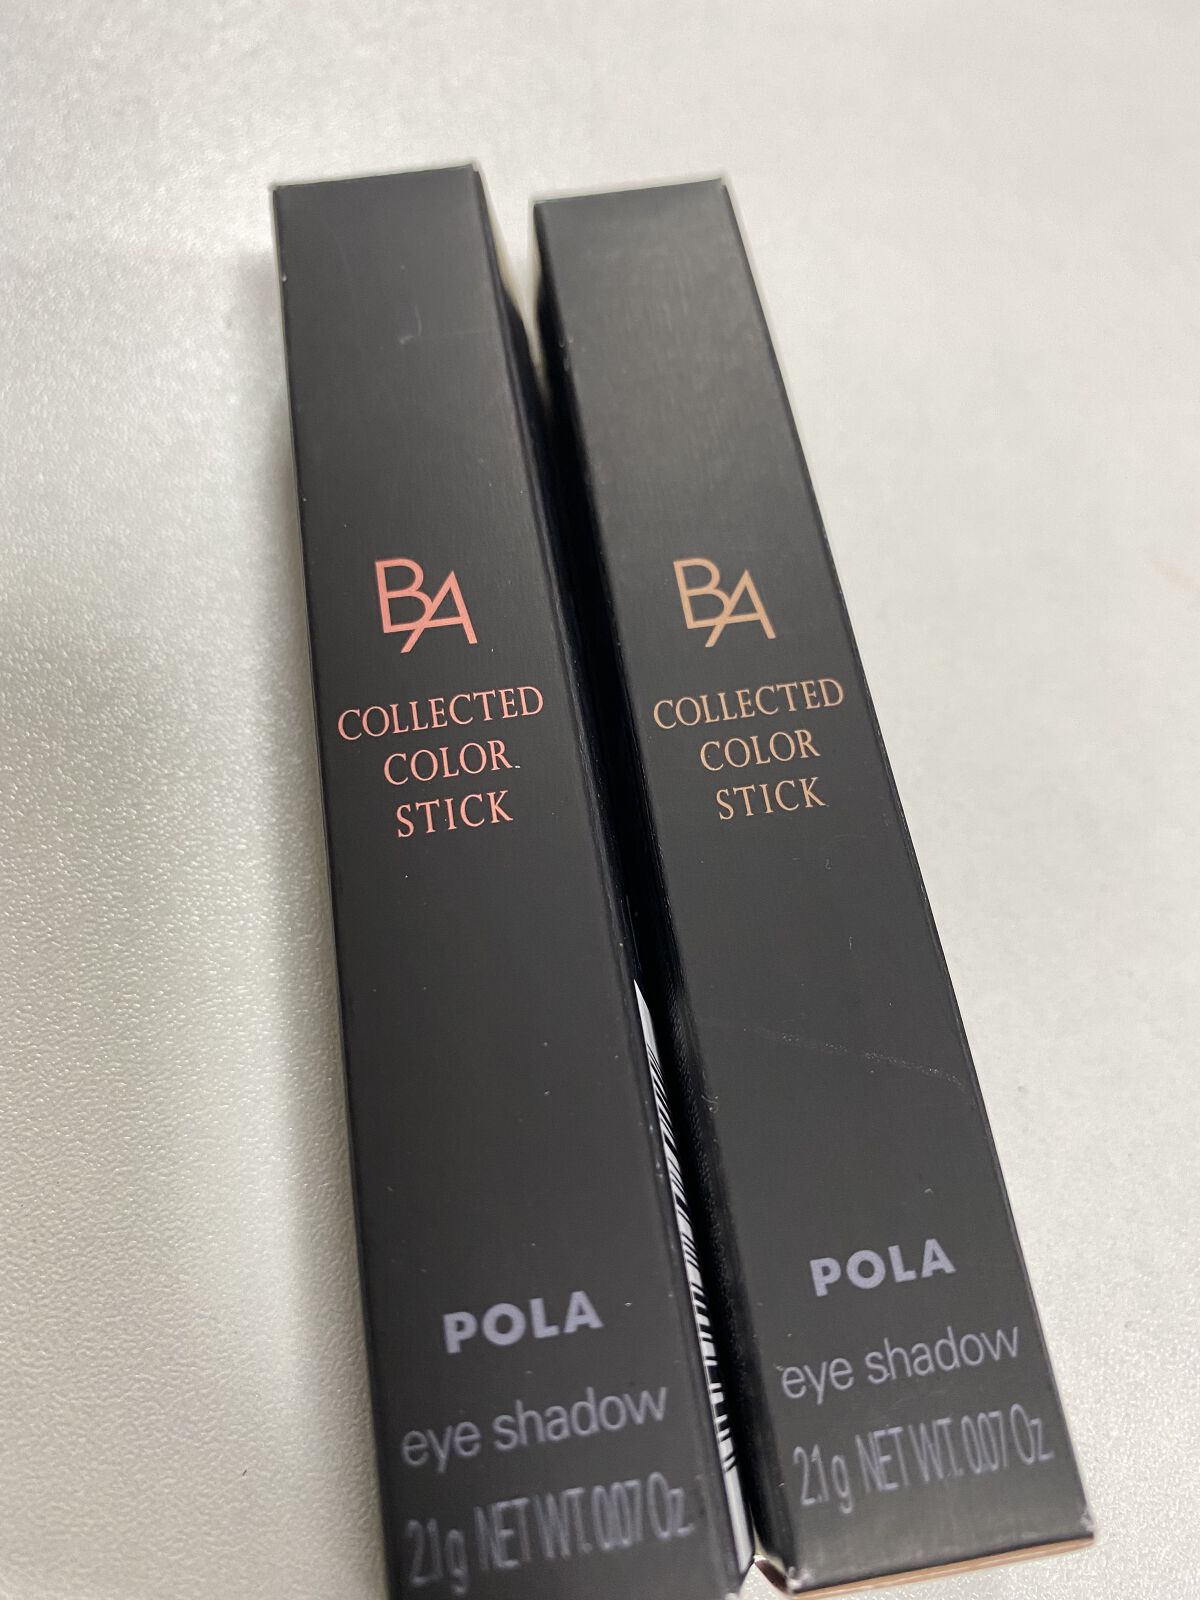 BA
COLLECTED
COLOR
STICK
POLA
eye shadow
2.1g NET WT. 0.07 Oz
BA
COLLECTED
COLOR
STICK
POLA
eye shadow
2.1g NET WT. 0.07 Oz